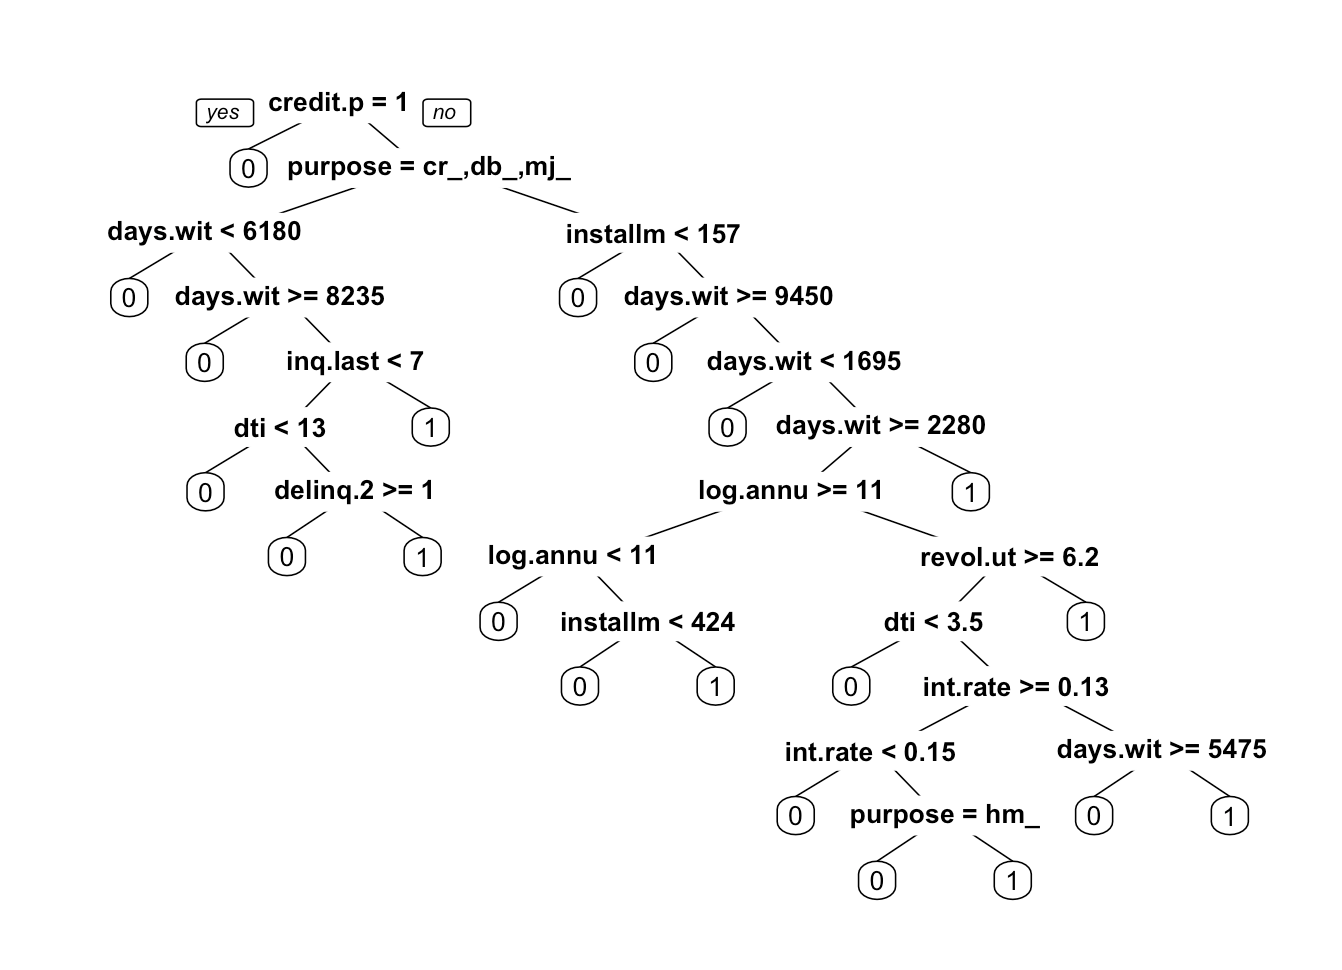 yes credit.p = 1 no
0 purpose = cr_,db_,mj_
days.wit < 6180 installm < 157
0 days.wit >= 8235 0 days.wit >= 9450
0 inq.last < 7 0 days.wit < 1695
dti < 13 1 0 days.wit >= 2280
0 delinq.2 >= 1 log.annu >= 11 1
0 1 log.annu < 11 revol.ut >= 6.2
0 installm < 424 dti < 3.5 1
0 1 0 int.rate >= 0.13
int.rate < 0.15 days.wit >= 5475
0 purpose = hm_ 0 1
0 1